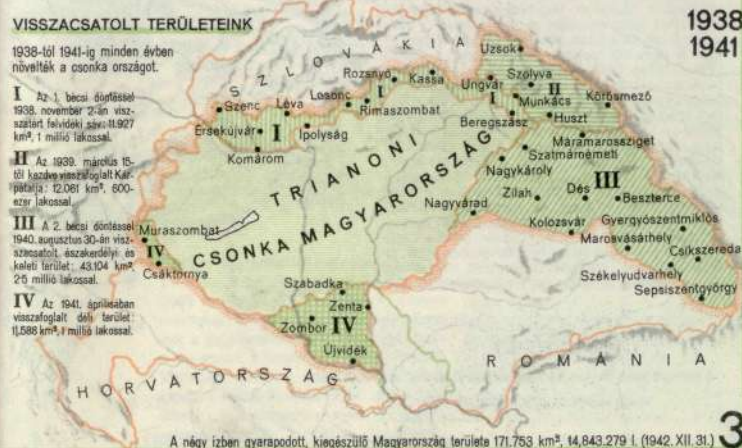 VISSZACSATOLT TERÜLETEINK
1938
1941
1938-tól 1941-ig minden évben
növelték a csonka országot.
I Az 1. bécsi döntéssel
1938. november 2-án visz-
szatért felvidéki sáv: 11.927
km², 1 millió lakossal.
II Az 1939. március 15-
től kezdve visszafoglalt Kár-
pátalja: 12.061 km², 600-
ezer lakossal.
III A 2. bécsi döntéssel
1940. augusztus 30-án visz-
szacsatolt, északerdélyi és
keleti terület: 43.104 km²,
2·5 millió lakossal.
IV Az 1941. áprilisában
visszafoglalt déli terület:
11.588 km², 1 millió lakossal.
SZLOVÁKIA
Uzsok
Rozsnyó
Kassa
Ungvár
Szolyva
II
Szenc
Léva
Losonc
I
Rimaszombat
I
Munkács
Kőrösmező
Érsekújvár
I
Ipolyság
Beregszász
Huszt
Komárom
Máramarossziget
Szatmárnémeti
TRIANONI
CSONKA MAGYARORSZÁG
Nagykároly
III
Zilah
Dés
Beszterce
Nagyvárad
Kolozsvár
Gyergyószentmiklós
Muraszombat
Marosvásárhely
IV
Csíkszereda
Csáktornya
Székelyudvarhely
Szabadka
Sepsiszentgyörgy
Zenta
Zombor
IV
Újvidék
ROMÁNIA
HORVÁTORSZÁG
A négy ízben gyarapodott, kiegészülő Magyarország területe 171.753 km², 14,843.279 l. (1942. XII. 31.)
3